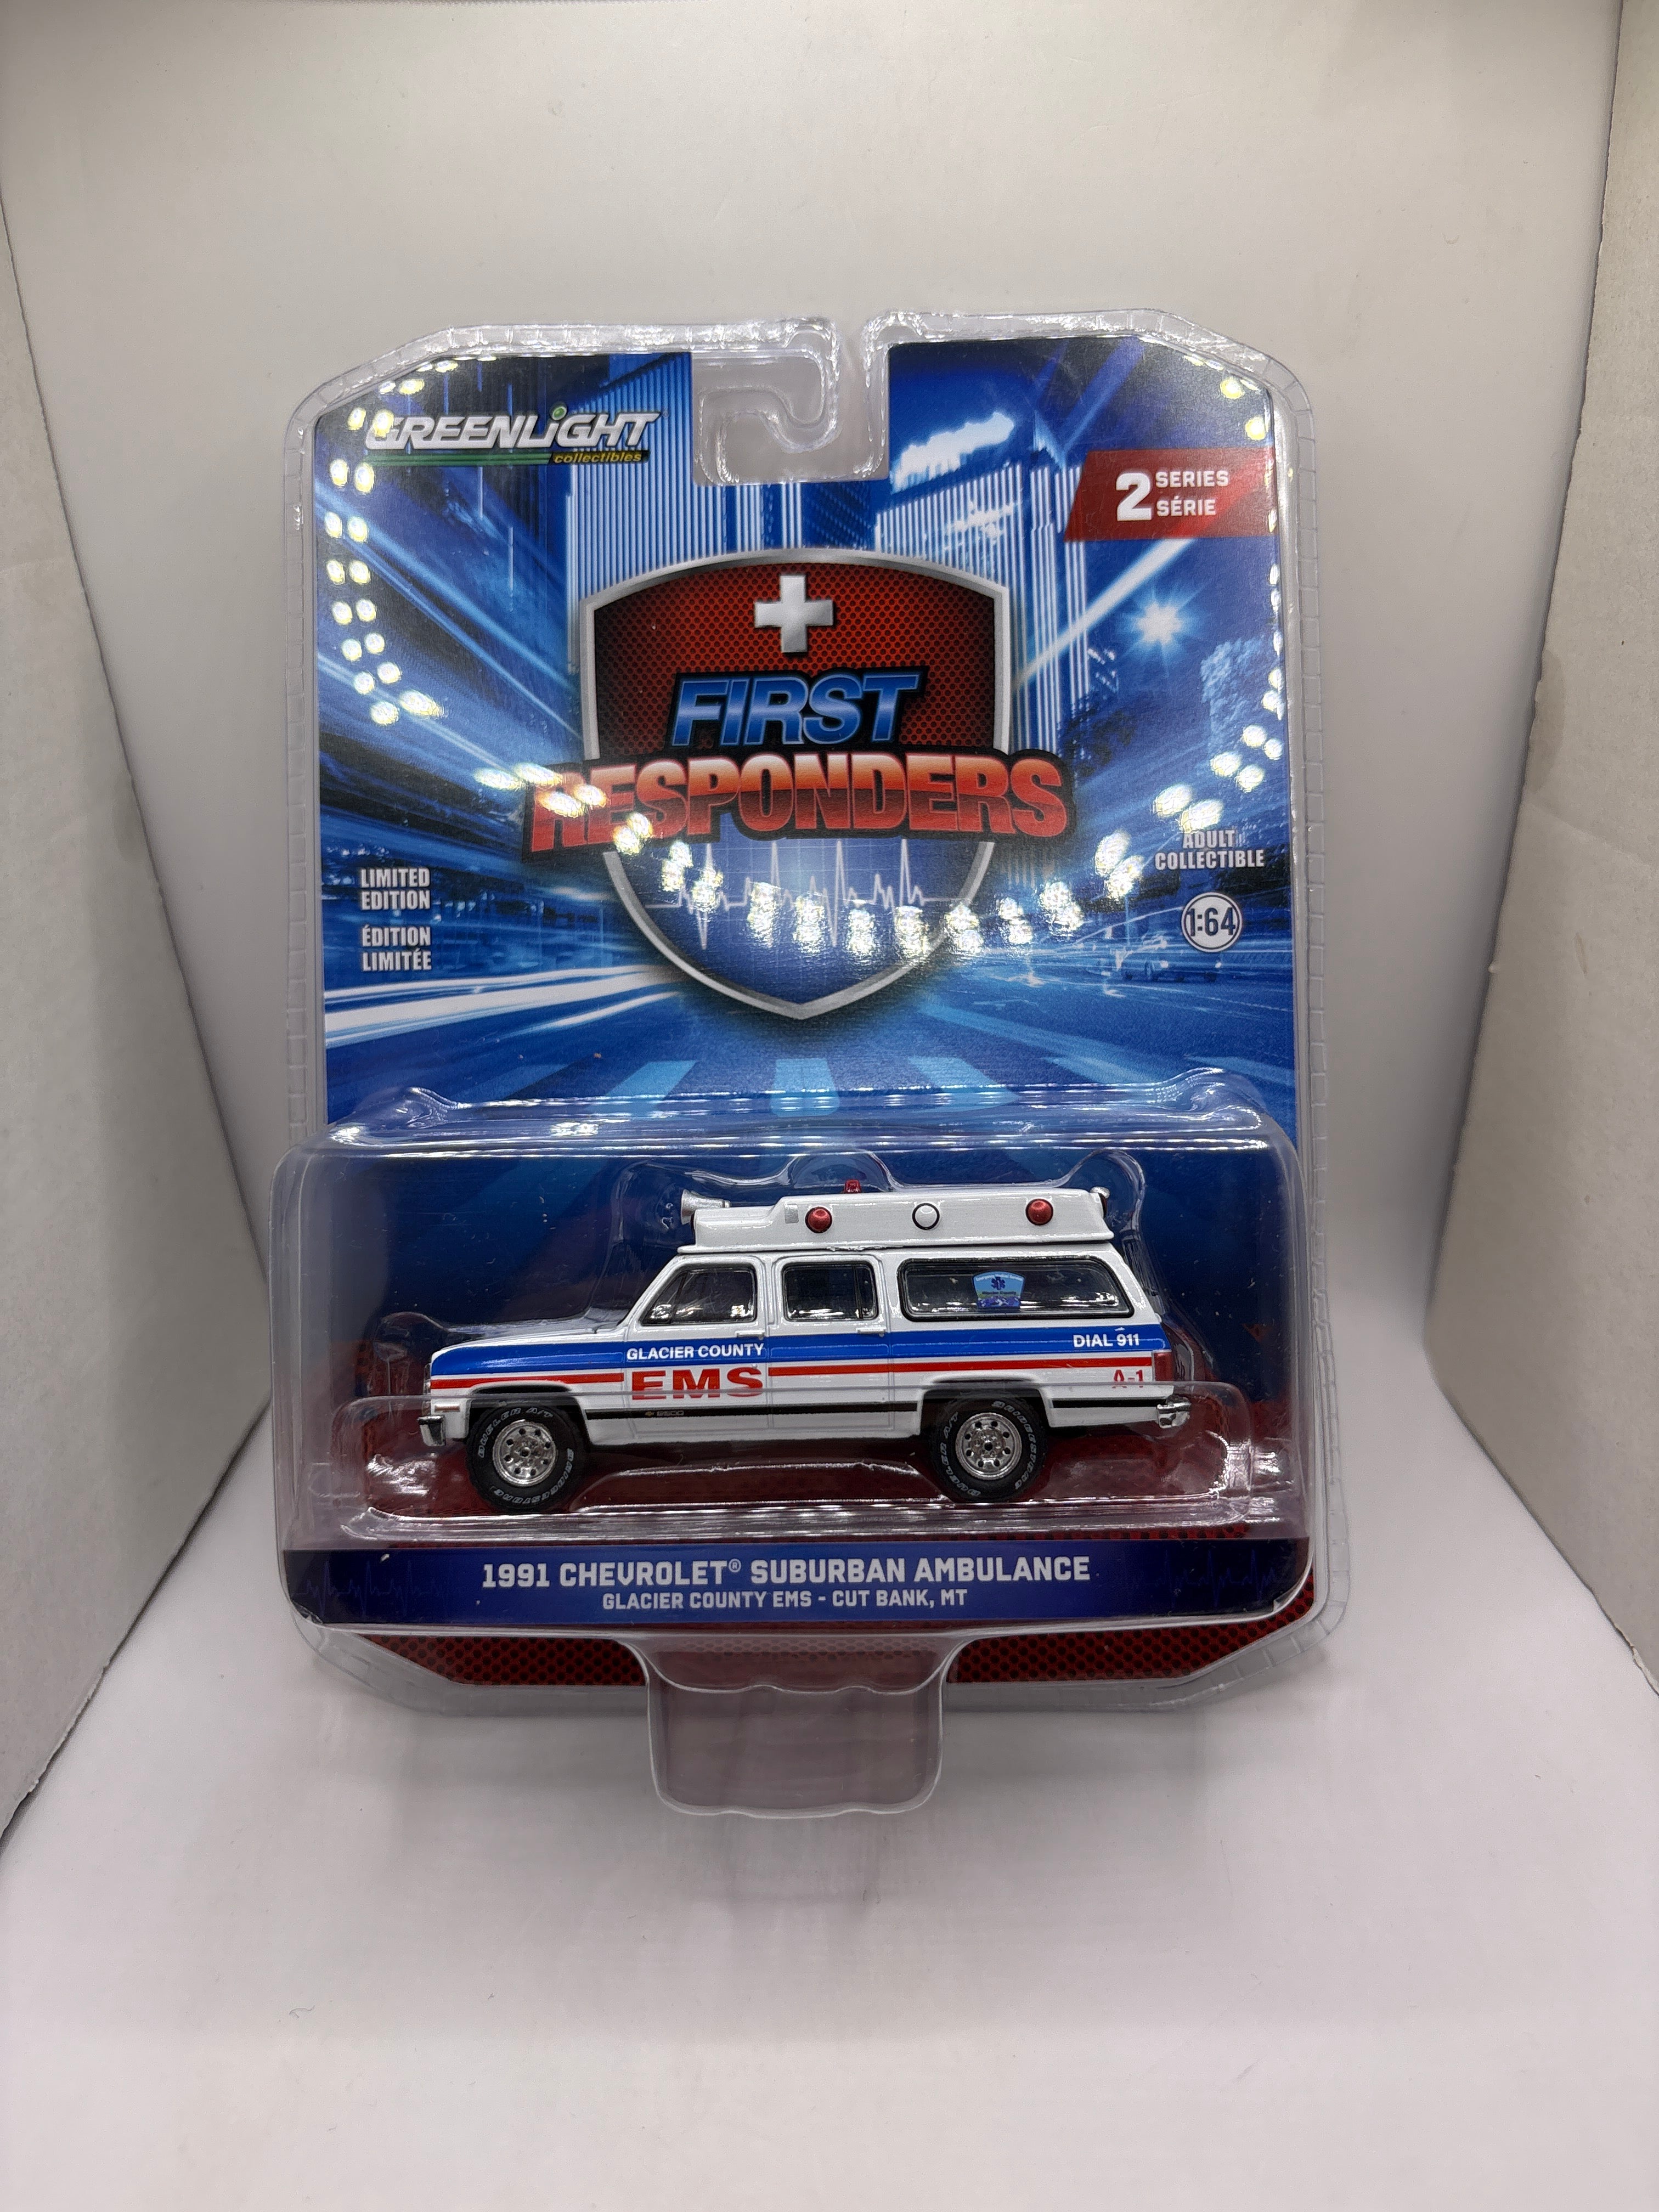 GREENLIGHT
collectibles
2 SERIES
SÉRIE
FIRST
RESPONDERS
LIMITED
EDITION
ÉDITION
LIMITÉE
ADULT
COLLECTIBLE
1:64
GLACIER COUNTY
DIAL 911
EMS
A-1
1991 CHEVROLET® SUBURBAN AMBULANCE
GLACIER COUNTY EMS - CUT BANK, MT